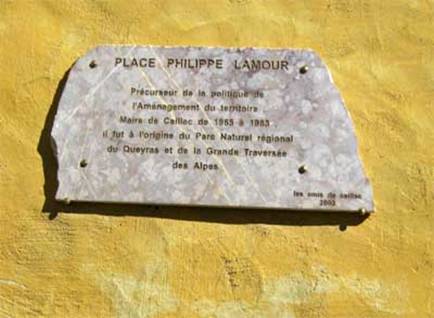 PLACE PHILIPPE LAMOUR
Précurseur de la politique de
l'Aménagement du territoire
Maire de Ceillac de 1965 à 1983
il fut à l'origine du Parc Naturel régional
du Queyras et de la Grande Traversée
des Alpes
les amis de ceillac
2003